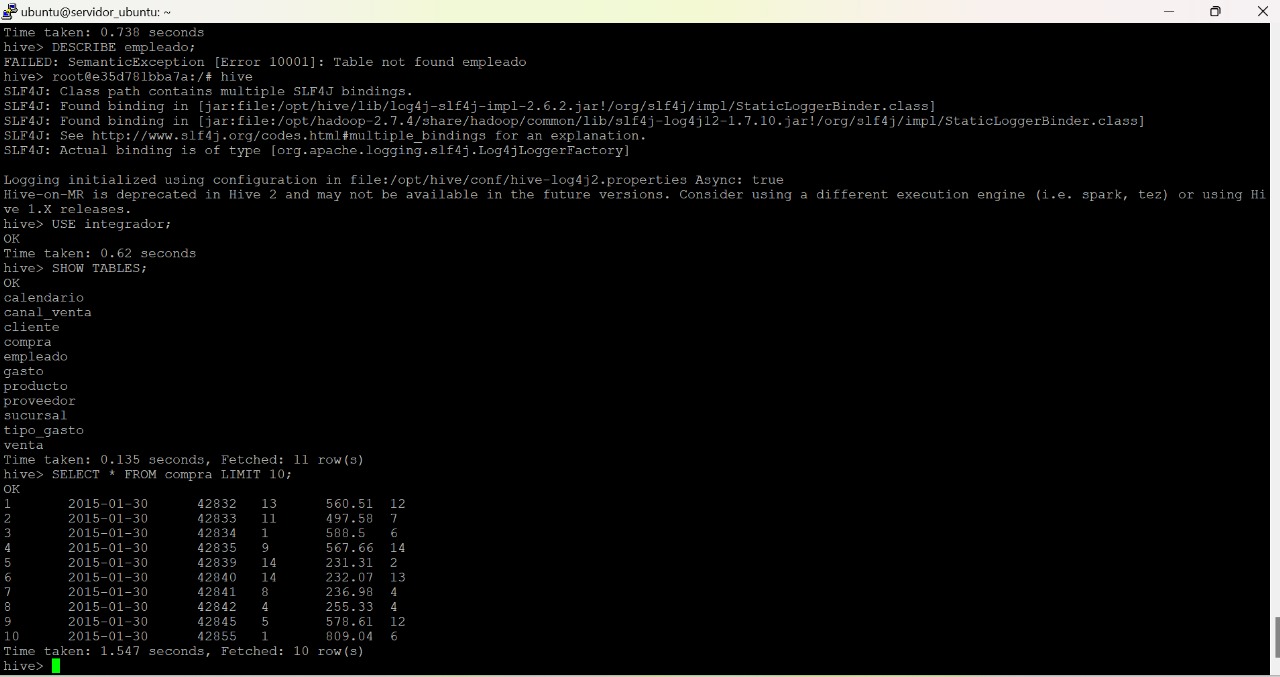 ubuntu@servidor_ubuntu: ~
Time taken: 0.738 seconds
hive> DESCRIBE empleado;
FAILED: SemanticException [Error 10001]: Table not found empleado
hive> root@e35d781bba7a:/# hive
SLF4J: Class path contains multiple SLF4J bindings.
SLF4J: Found binding in [jar:file:/opt/hive/lib/log4j-slf4j-impl-2.6.2.jar!/org/slf4j/impl/StaticLoggerBinder.class]
SLF4J: Found binding in [jar:file:/opt/hadoop-2.7.4/share/hadoop/common/lib/slf4j-log4j12-1.7.10.jar!/org/slf4j/impl/StaticLoggerBinder.class]
SLF4J: See http://www.slf4j.org/codes.html#multiple_bindings for an explanation.
SLF4J: Actual binding is of type [org.apache.logging.slf4j.Log4jLoggerFactory]
Logging initialized using configuration in file:/opt/hive/conf/hive-log4j2.properties Async: true
Hive-on-MR is deprecated in Hive 2 and may not be available in the future versions. Consider using a different execution engine (i.e. spark, tez) or using Hi
ve 1.X releases.
hive> USE integrador;
OK
Time taken: 0.62 seconds
hive> SHOW TABLES;
OK
calendario
canal_venta
cliente
compra
empleado
gasto
producto
proveedor
sucursal
tipo_gasto
venta
Time taken: 0.135 seconds, Fetched: 11 row(s)
hive> SELECT * FROM compra LIMIT 10;
OK
1 2015-01-30 42832 13 560.51 12
2 2015-01-30 42833 11 497.58 7
3 2015-01-30 42834 1 588.5 6
4 2015-01-30 42835 9 567.66 14
5 2015-01-30 42839 14 231.31 2
6 2015-01-30 42840 14 232.07 13
7 2015-01-30 42841 8 236.98 4
8 2015-01-30 42842 4 255.33 4
9 2015-01-30 42845 5 578.61 12
10 2015-01-30 42855 1 809.04 6
Time taken: 1.547 seconds, Fetched: 10 row(s)
hive>